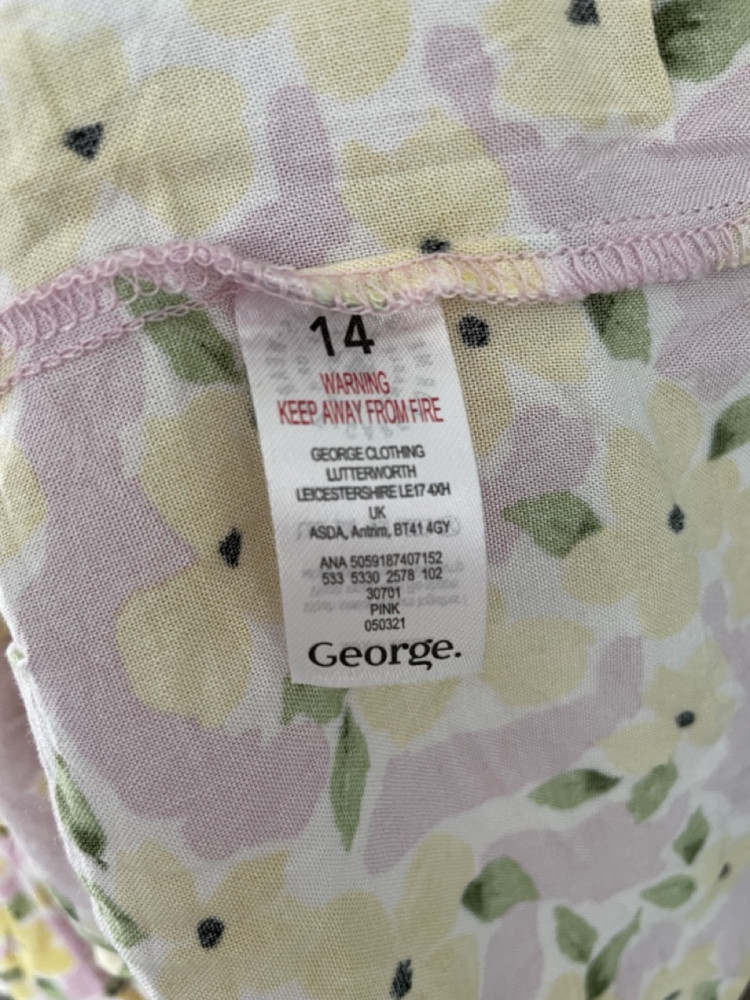 14
WARNING
KEEP AWAY FROM FIRE
GEORGE CLOTHING
LUTTERWORTH
LEICESTERSHIRE LE17 4XH
UK
ASDA, Antrim, BT41 4GY
ANA 5059187407152
533 5330 2578 102
30701
PINK
050321
George.